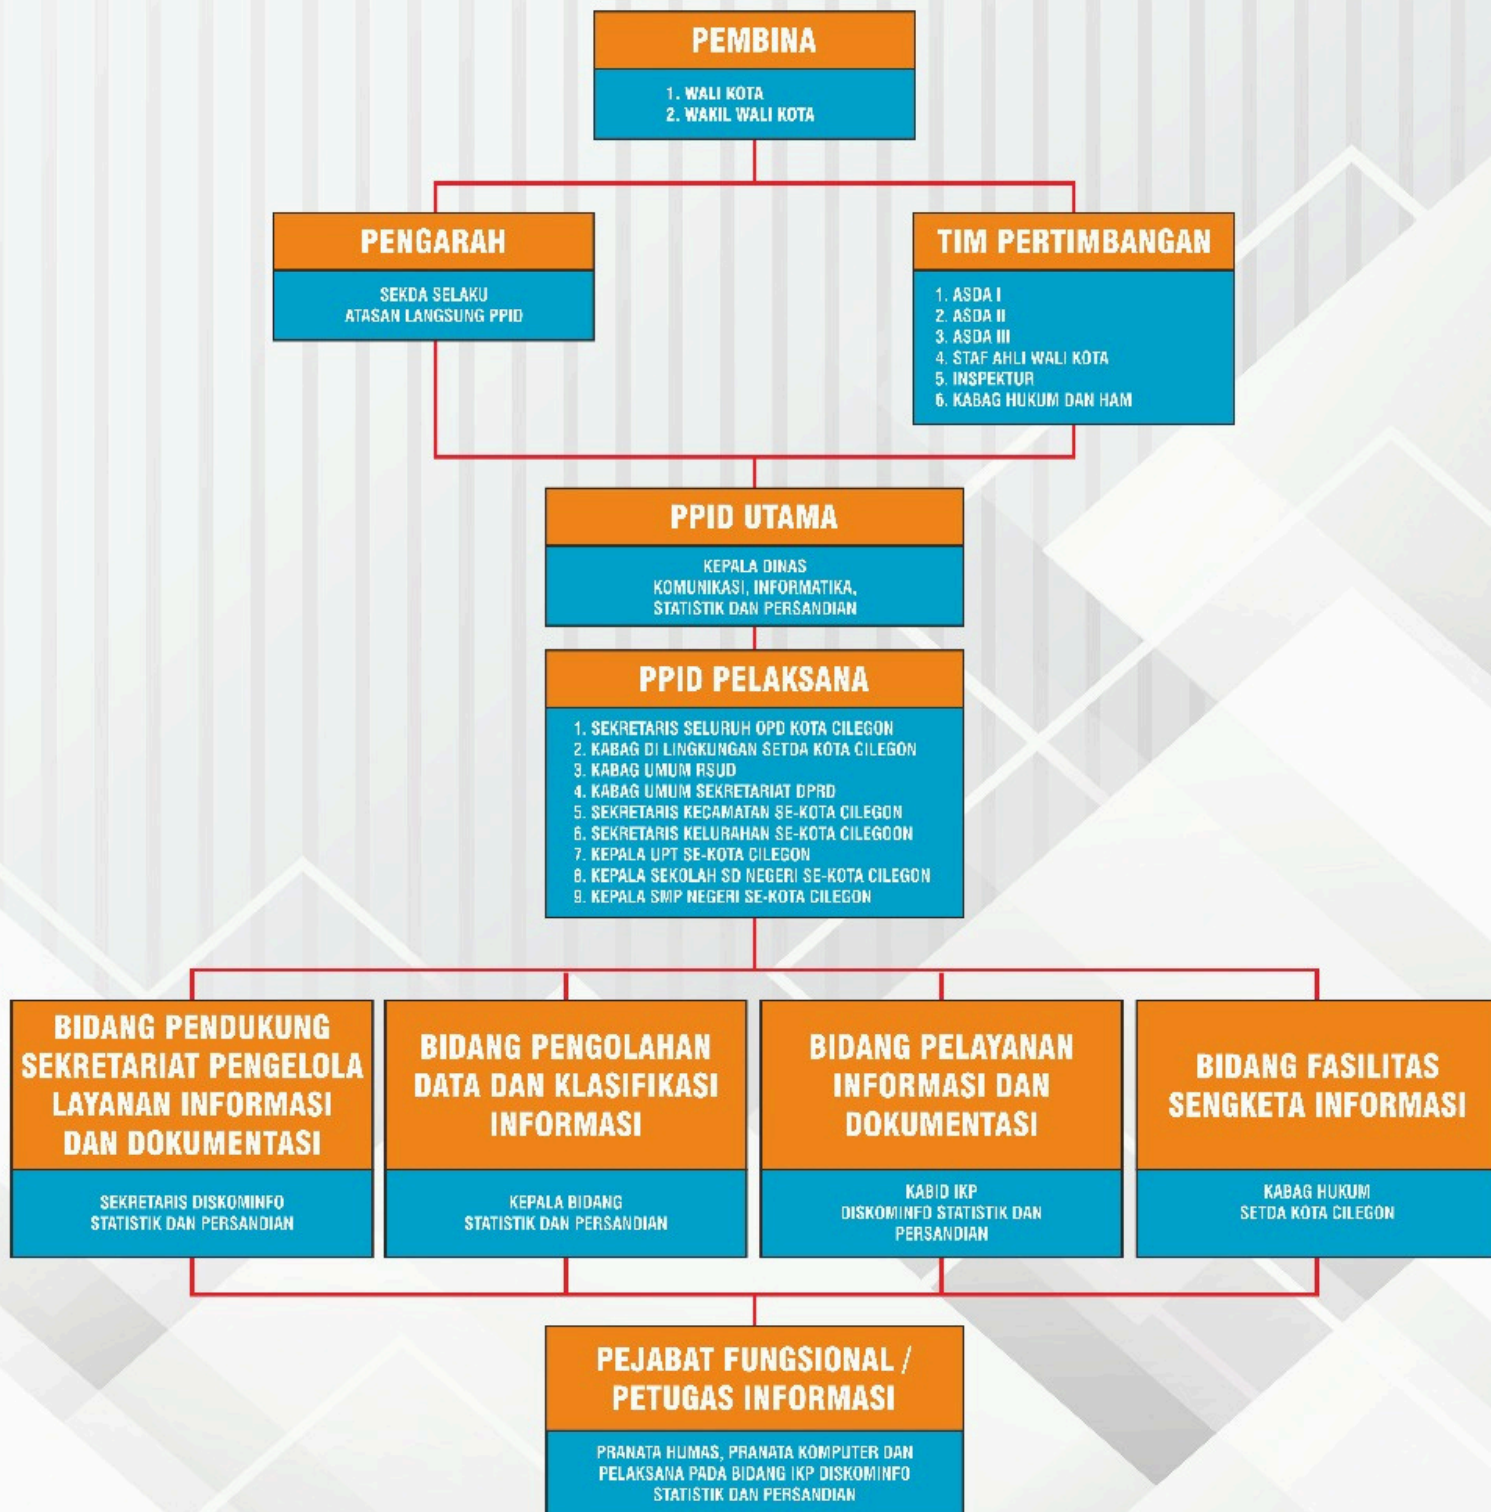 PEMBINA
1. WALI KOTA
2. WAKIL WALI KOTA
PENGARAH
SEKDA SELAKU
ATASAN LANGSUNG PPID
TIM PERTIMBANGAN
1. ASDA I
2. ASDA II
3. ASDA III
4. STAF AHLI WALI KOTA
5. INSPEKTUR
6. KABAG HUKUM DAN HAM
PPID UTAMA
KEPALA DINAS
KOMUNIKASI, INFORMATIKA,
STATISTIK DAN PERSANDIAN
PPID PELAKSANA
1. SEKRETARIS SELURUH OPD KOTA CILEGON
2. KABAG DI LINGKUNGAN SETDA KOTA CILEGON
3. KABAG UMUM RSUD
4. KABAG UMUM SEKRETARIAT DPRD
5. SEKRETARIS KECAMATAN SE-KOTA CILEGON
6. SEKRETARIS KELURAHAN SE-KOTA CILEGOON
7. KEPALA UPT SE-KOTA CILEGON
8. KEPALA SEKOLAH SD NEGERI SE-KOTA CILEGON
9. KEPALA SMP NEGERI SE-KOTA CILEGON
BIDANG PENDUKUNG
SEKRETARIAT PENGELOLA
LAYANAN INFORMASI
DAN DOKUMENTASI
SEKRETARIS DISKOMINFO
STATISTIK DAN PERSANDIAN
BIDANG PENGOLAHAN
DATA DAN KLASIFIKASI
INFORMASI
KEPALA BIDANG
STATISTIK DAN PERSANDIAN
BIDANG PELAYANAN
INFORMASI DAN
DOKUMENTASI
KABID IKP
DISKOMINFO STATISTIK DAN
PERSANDIAN
BIDANG FASILITAS
SENGKETA INFORMASI
KABAG HUKUM
SETDA KOTA CILEGON
PEJABAT FUNGSIONAL /
PETUGAS INFORMASI
PRANATA HUMAS, PRANATA KOMPUTER DAN
PELAKSANA PADA BIDANG IKP DISKOMINFO
STATISTIK DAN PERSANDIAN